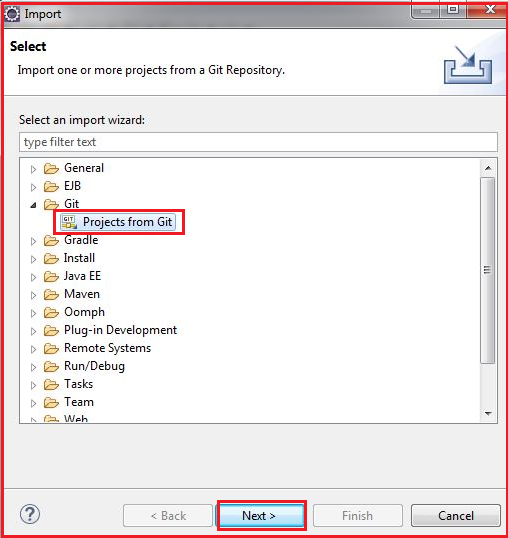 Import
Select
Import one or more projects from a Git Repository.
Select an import wizard:
type filter text
General
EJB
Git
GIT Projects from Git
Gradle
Install
Java EE
Maven
Oomph
Plug-in Development
Remote Systems
Run/Debug
Tasks
Team
Web
? < Back Next > Finish Cancel